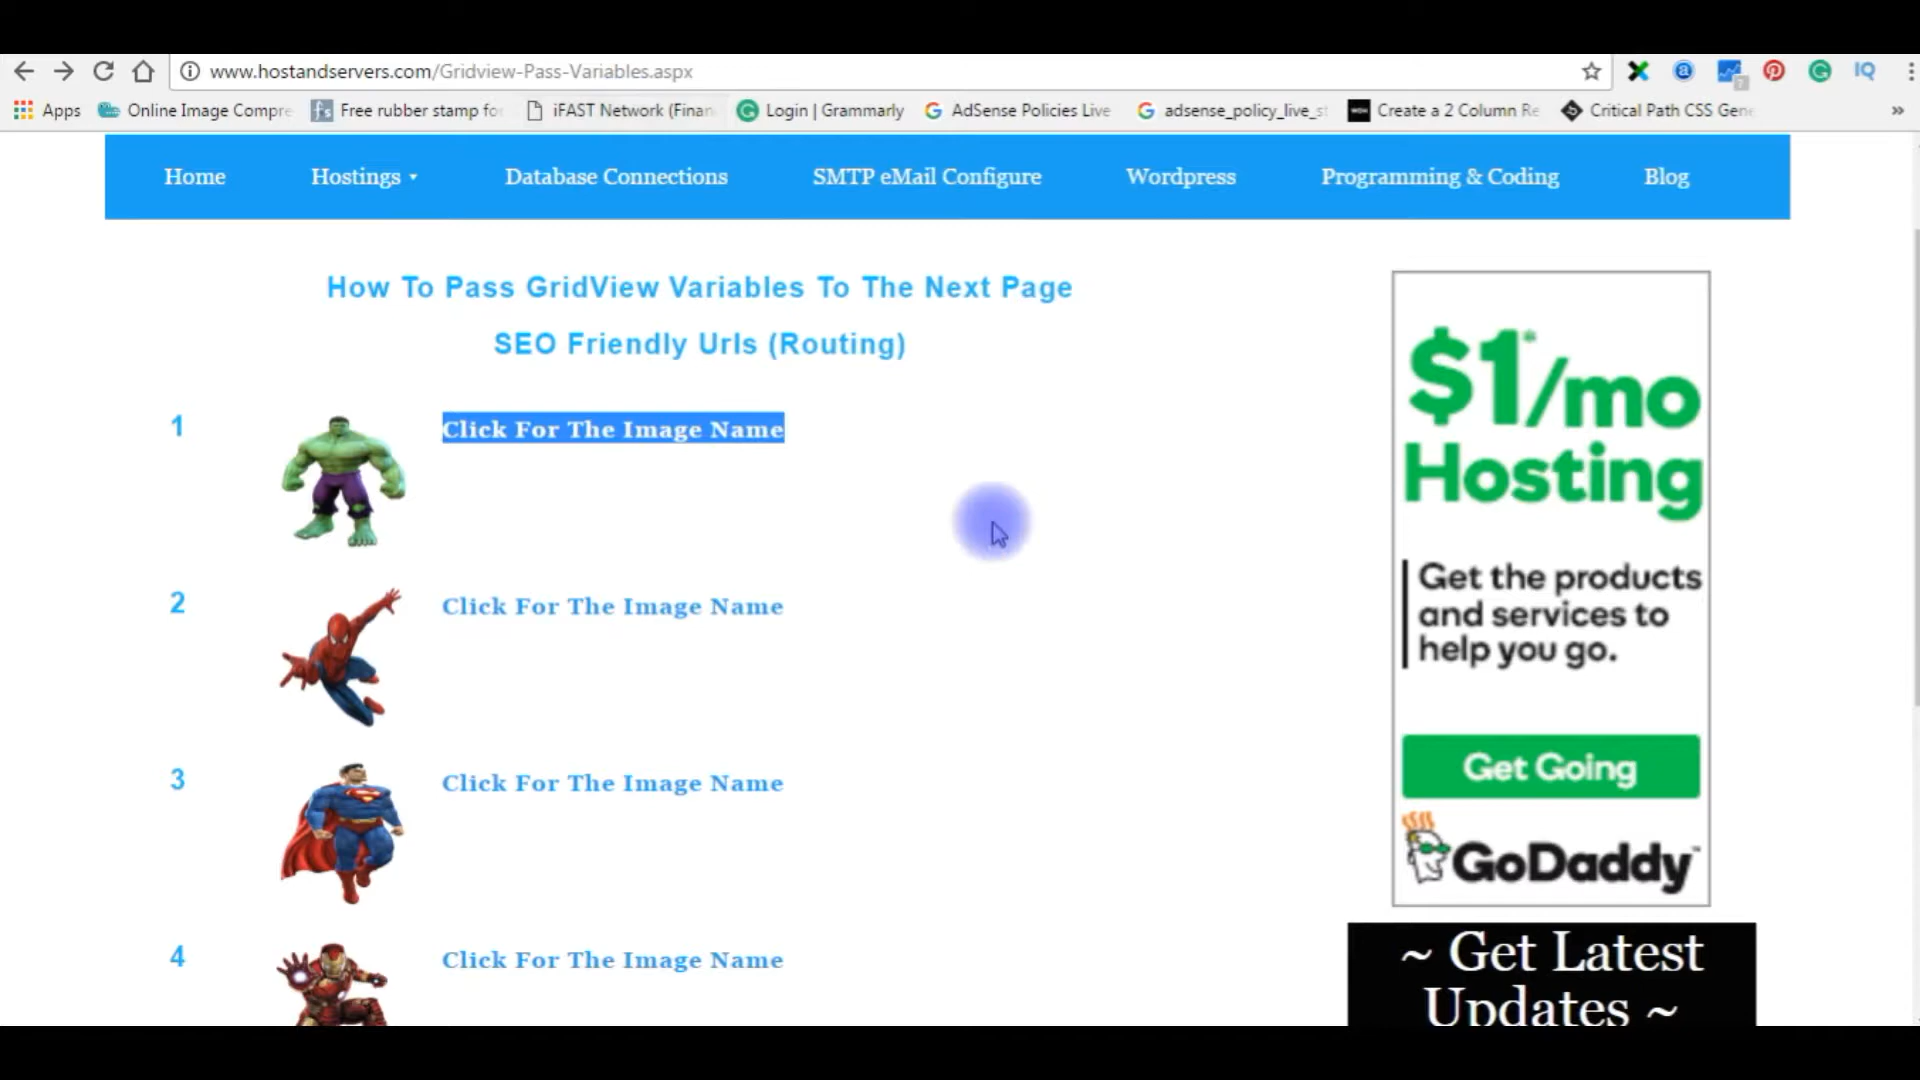 www.hostandservers.com/Gridview-Pass-Variables.aspx
Apps
Online Image Compre
Free rubber stamp for
iFAST Network (Finan
Login | Grammarly
AdSense Policies Live
adsense_policy_live_s
Create a 2 Column Re
Critical Path CSS Gene
»
Home
Hostings
Database Connections
SMTP eMail Configure
Wordpress
Programming & Coding
Blog
How To Pass GridView Variables To The Next Page
SEO Friendly Urls (Routing)
1
Click For The Image Name
2
Click For The Image Name
3
Click For The Image Name
4
Click For The Image Name
$1*/mo
Hosting
Get the products
and services to
help you go.
Get Going
GoDaddy™
~ Get Latest
Updates ~